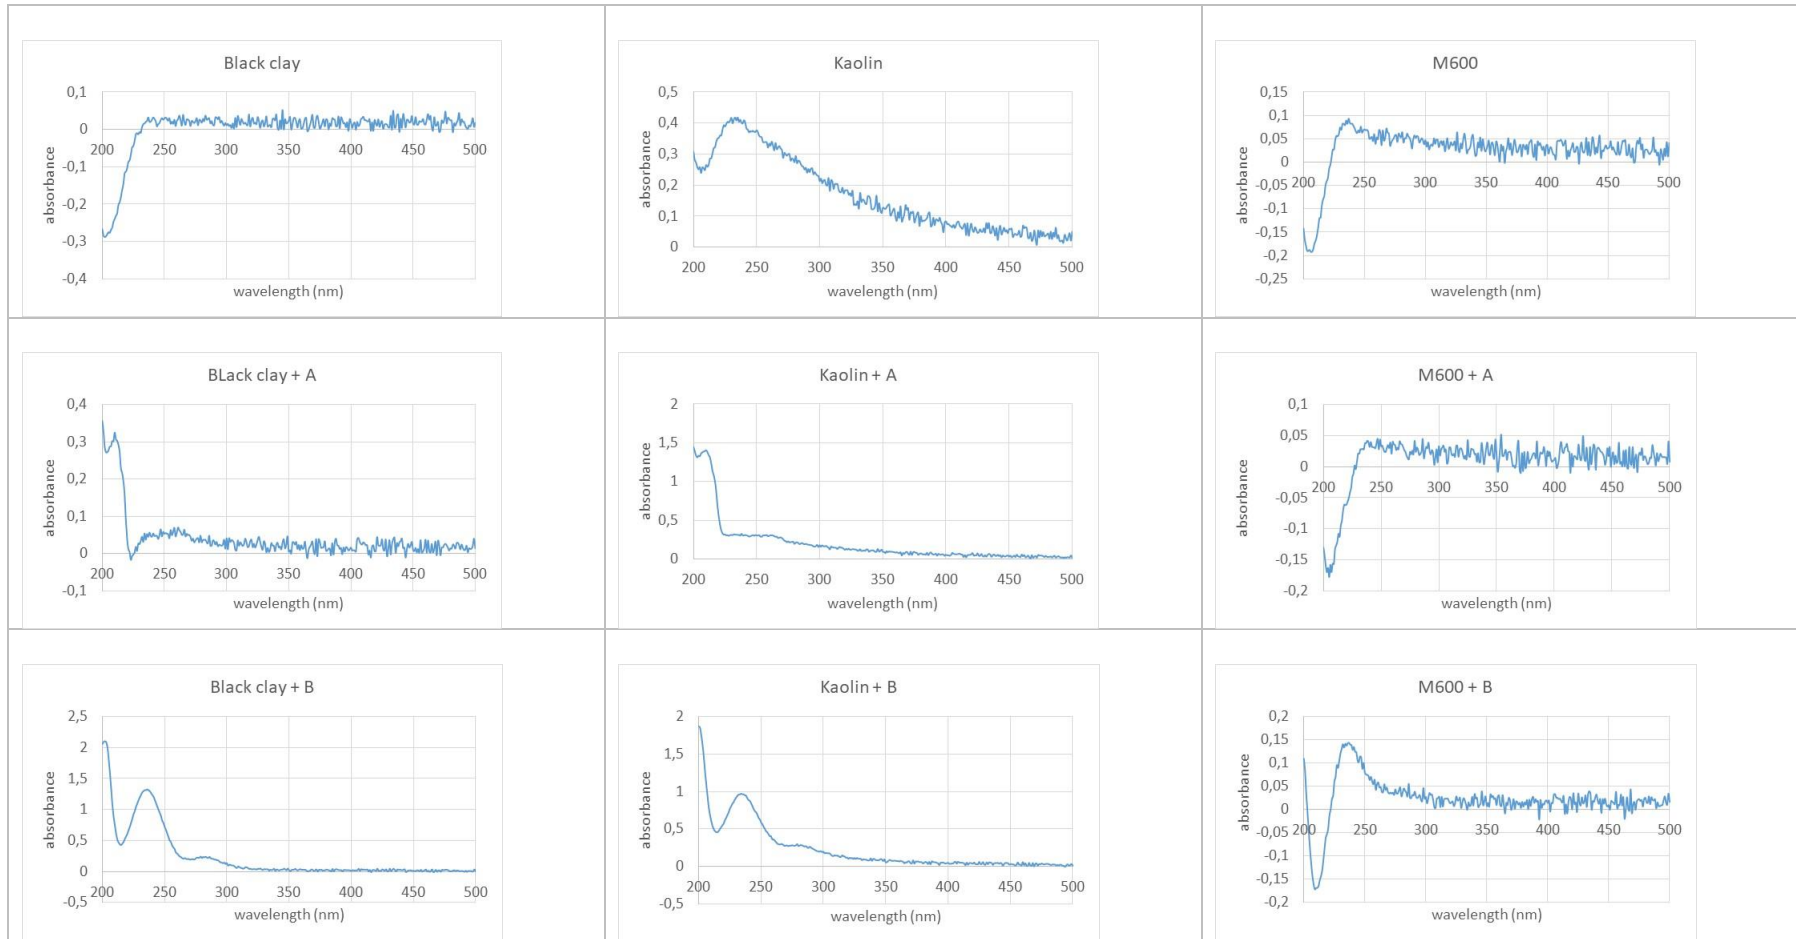 Black clay
0,1
0
-0,1
-0,2
-0,3
-0,4
200 250 300 350 400 450 500
absorbance
wavelength (nm)
Kaolin
0,5
0,4
0,3
0,2
0,1
0
200 250 300 350 400 450 500
absorbance
wavelength (nm)
M600
0,15
0,1
0,05
0
-0,05
-0,1
-0,15
-0,2
-0,25
200 250 300 350 400 450 500
absorbance
wavelength (nm)
BLack clay + A
0,4
0,3
0,2
0,1
0
-0,1
200 250 300 350 400 450 500
absorbance
wavelength (nm)
Kaolin + A
2
1,5
1
0,5
0
200 250 300 350 400 450 500
absorbance
wavelength (nm)
M600 + A
0,1
0,05
0
-0,05
-0,1
-0,15
-0,2
200 250 300 350 400 450 500
absorbance
wavelength (nm)
Black clay + B
2,5
2
1,5
1
0,5
0
-0,5
200 250 300 350 400 450 500
absorbance
wavelength (nm)
Kaolin + B
2
1,5
1
0,5
0
-0,5
200 250 300 350 400 450 500
absorbance
wavelength (nm)
M600 + B
0,2
0,15
0,1
0,05
0
-0,05
-0,1
-0,15
-0,2
200 250 300 350 400 450 500
absorbance
wavelength (nm)